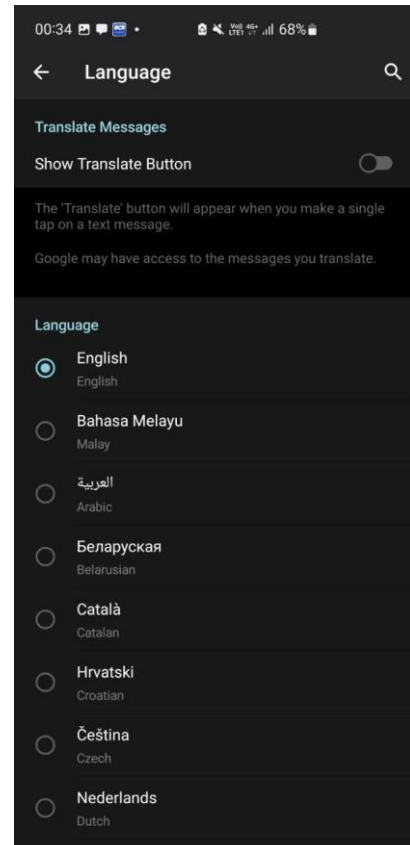 00:34 68%
Language
Translate Messages
Show Translate Button
The 'Translate' button will appear when you make a single
tap on a text message.
Google may have access to the messages you translate.
Language
English
English
Bahasa Melayu
Malay
العربية
Arabic
Беларуская
Belarusian
Català
Catalan
Hrvatski
Croatian
Čeština
Czech
Nederlands
Dutch